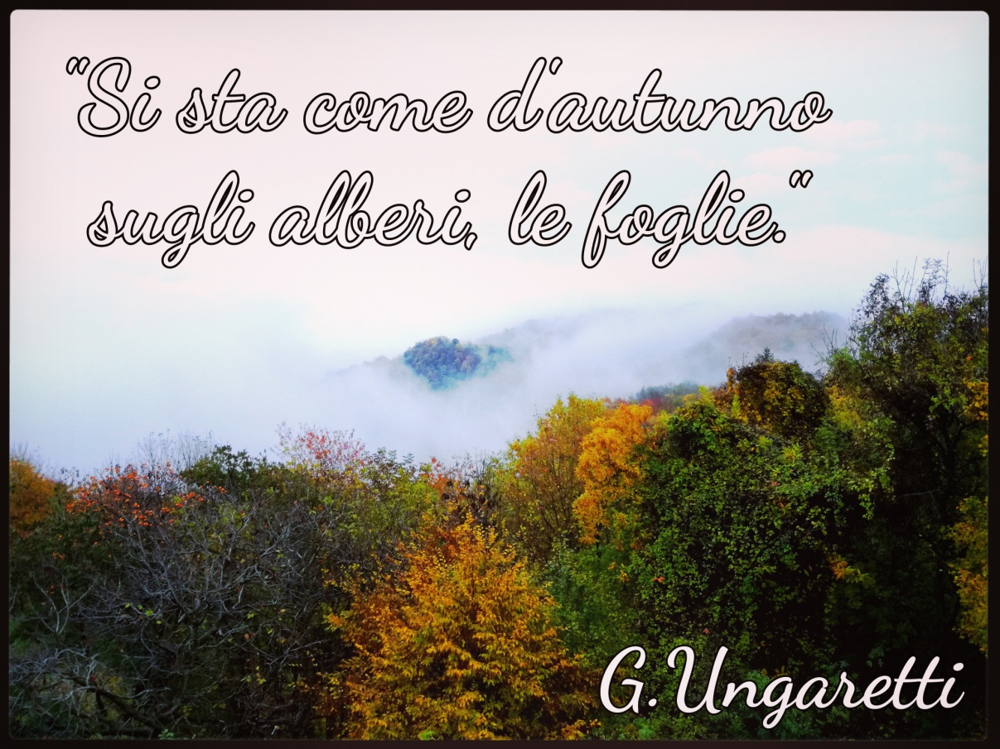 "Si sta come d'autunno
sugli alberi, le foglie."
G.Ungaretti